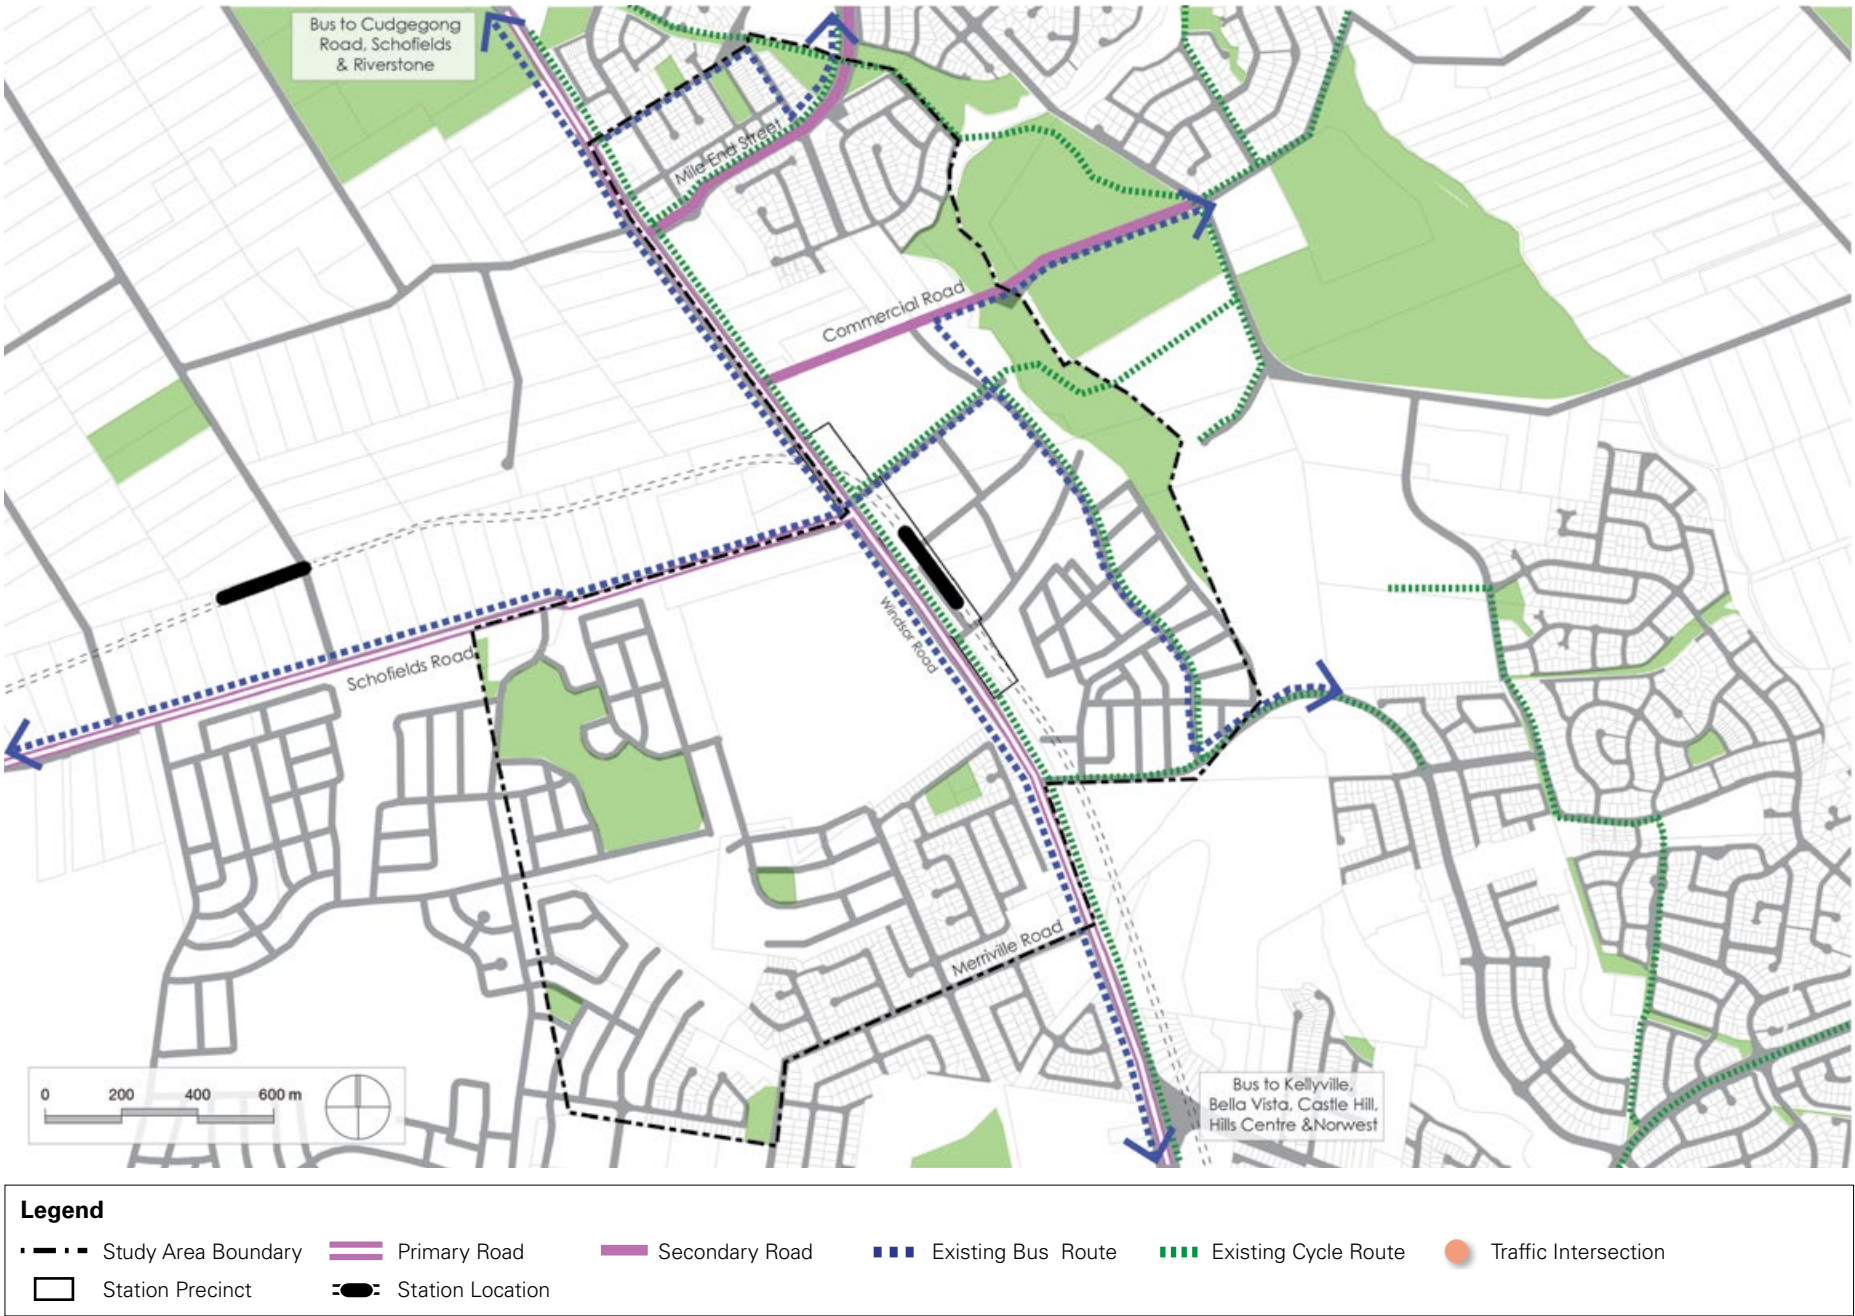 Bus to Cudgegong
Road, Schofields
& Riverstone
Mile End Street
Commercial Road
Windsor Road
Schofields Road
Merriville Road
0 200 400 600 m
Bus to Kellyville,
Bella Vista, Castle Hill,
Hills Centre &Norwest
Legend
Study Area Boundary Primary Road Secondary Road Existing Bus Route Existing Cycle Route Traffic Intersection
Station Precinct Station Location